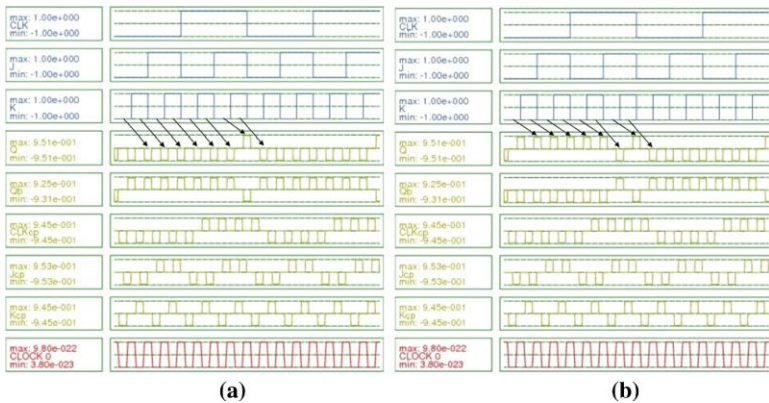 max: 1.00e+000
CLK
min: -1.00e+000
max: 1.00e+000
J
min: -1.00e+000
max: 1.00e+000
K
min: -1.00e+000
max: 9.51e-001
Q
min: -9.51e-001
max: 9.25e-001
Qb
min: -9.31e-001
max: 9.45e-001
CLKcp
min: -9.45e-001
max: 9.53e-001
Jcp
min: -9.53e-001
max: 9.45e-001
Kcp
min: -9.45e-001
max: 9.80e-022
CLOCK 0
min: 3.80e-023
(a)
max: 1.00e+000
CLK
min: -1.00e+000
max: 1.00e+000
J
min: -1.00e+000
max: 1.00e+000
K
min: -1.00e+000
max: 9.51e-001
Q
min: -9.51e-001
max: 9.25e-001
Qb
min: -9.31e-001
max: 9.45e-001
CLKcp
min: -9.45e-001
max: 9.53e-001
Jcp
min: -9.53e-001
max: 9.45e-001
Kcp
min: -9.45e-001
max: 9.80e-022
CLOCK 0
min: 3.80e-023
(b)